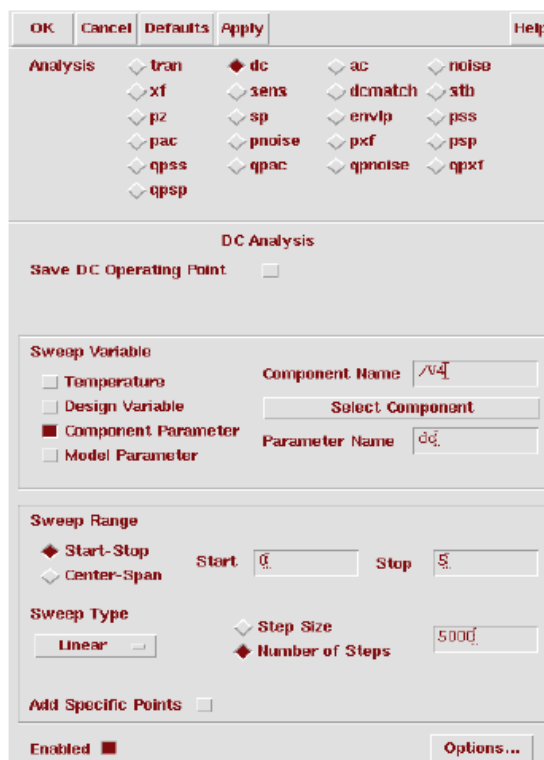 OK Cancel Defaults Apply Help
Analysis tran dc ac noise
xf sens dcmatch stb
pz sp envlp pss
pac pnoise pxf psp
qpss qpac qpnoise qpxf
qpsp
DC Analysis
Save DC Operating Point
Sweep Variable
Temperature
Design Variable
Component Parameter
Model Parameter
Component Name /V4
Select Component
Parameter Name dc
Sweep Range
Start-Stop
Center-Span
Start 0 Stop 5
Sweep Type
Linear
Step Size
Number of Steps
5000
Add Specific Points
Enabled Options...